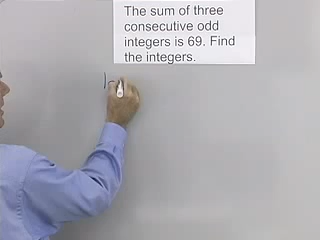 The sum of three
consecutive odd
integers is 69. Find
the integers.